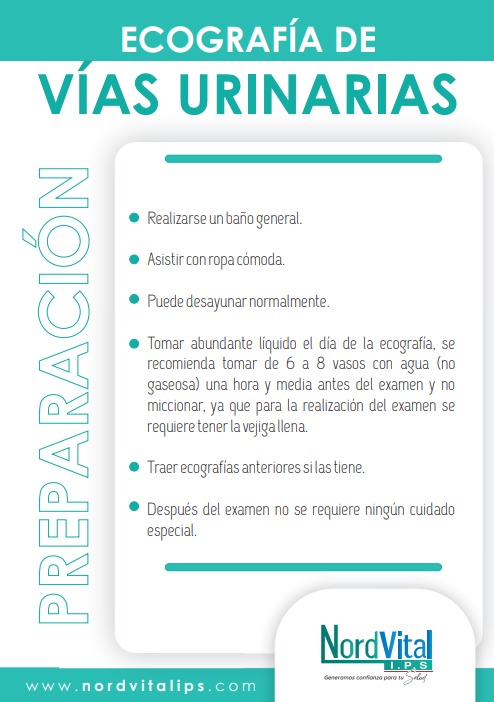 ECOGRAFÍA DE
VÍAS URINARIAS
PREPARACIÓN
Realizarse un baño general.
Asistir con ropa cómoda.
Puede desayunar normalmente.
Tomar abundante líquido el día de la ecografía, se
recomienda tomar de 6 a 8 vasos con agua (no
gaseosa) una hora y media antes del examen y no
miccionar, ya que para la realización del examen se
requiere tener la vejiga llena.
Traer ecografías anteriores si las tiene.
Después del examen no se requiere ningún cuidado
especial.
NordVital
I.P.S
Generamos confianza para tu Salud
www.nordvitalips.com